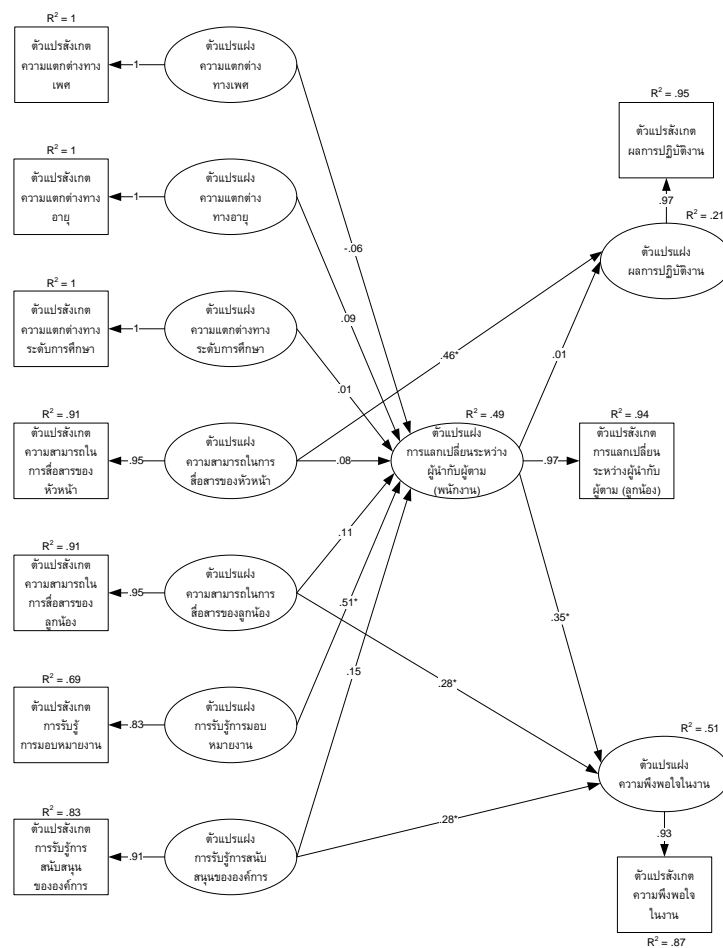 R² = 1
ตัวแปรสังเกต
ความแตกต่างทาง
เพศ
1
ตัวแปรแฝง
ความแตกต่าง
ทางเพศ
R² = 1
ตัวแปรสังเกต
ความแตกต่างทาง
อายุ
1
ตัวแปรแฝง
ความแตกต่าง
ทางอายุ
R² = 1
ตัวแปรสังเกต
ความแตกต่างทาง
ระดับการศึกษา
1
ตัวแปรแฝง
ความแตกต่าง
ทางระดับการศึกษา
R² = .91
ตัวแปรสังเกต
ความสามารถใน
การสื่อสารของ
หัวหน้า
.95
ตัวแปรแฝง
ความสามารถในการ
สื่อสารของหัวหน้า
R² = .91
ตัวแปรสังเกต
ความสามารถใน
การสื่อสารของ
ลูกน้อง
.95
ตัวแปรแฝง
ความสามารถในการ
สื่อสารของลูกน้อง
R² = .69
ตัวแปรสังเกต
การรับรู้
การมอบหมายงาน
.83
ตัวแปรแฝง
การรับรู้การมอบ
หมายงาน
R² = .83
ตัวแปรสังเกต
การรับรู้การ
สนับสนุน
ขององค์การ
.91
ตัวแปรแฝง
การรับรู้การสนับ
สนุนขององค์การ
-.06
.09
.01
.46*
.08
.11
.51*
.15
.28*
.28*
R² = .49
ตัวแปรแฝง
การแลกเปลี่ยนระหว่าง
ผู้นำกับผู้ตาม
(พนักงาน)
.97
R² = .94
ตัวแปรสังเกต
การแลกเปลี่ยน
ระหว่างผู้นำกับ
ผู้ตาม (ลูกน้อง)
.01
.35*
R² = .95
ตัวแปรสังเกต
ผลการปฏิบัติงาน
.97
R² = .21
ตัวแปรแฝง
ผลการปฏิบัติงาน
R² = .51
ตัวแปรแฝง
ความพึงพอใจในงาน
.93
ตัวแปรสังเกต
ความพึงพอใจ
ในงาน
R² = .87